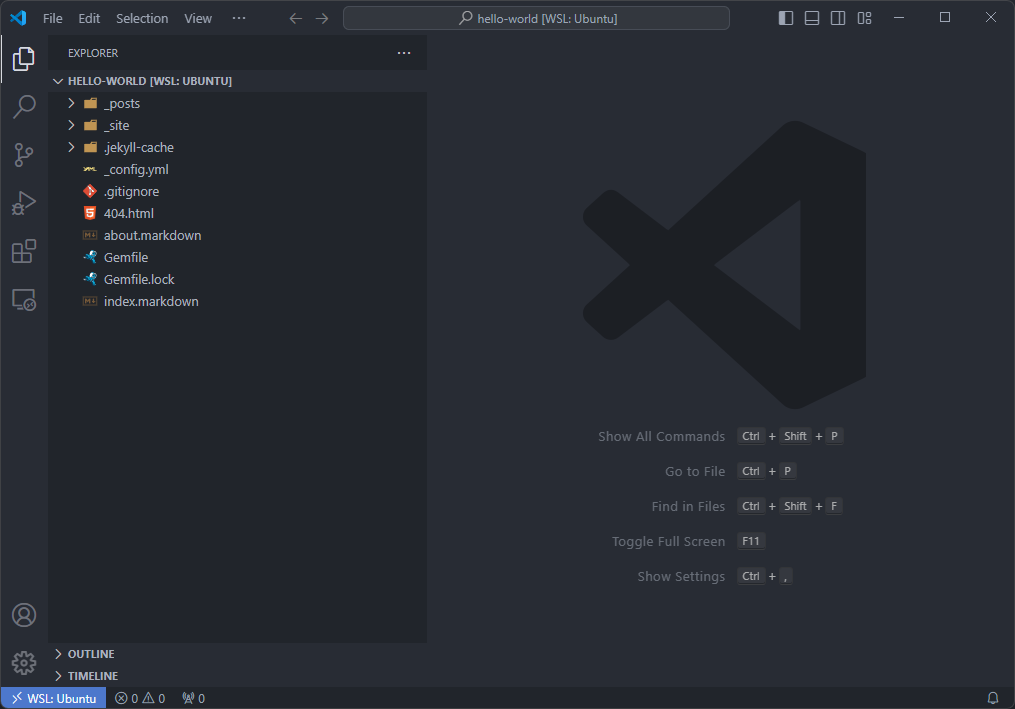 File Edit Selection View ··· hello-world [WSL: Ubuntu]
EXPLORER ···
HELLO-WORLD [WSL: UBUNTU]
_posts
_site
.jekyll-cache
YAML _config.yml
.gitignore
5 404.html
M↓ about.markdown
Gemfile
Gemfile.lock
M↓ index.markdown
Show All Commands Ctrl + Shift + P
Go to File Ctrl + P
Find in Files Ctrl + Shift + F
Toggle Full Screen F11
Show Settings Ctrl + ,
OUTLINE
TIMELINE
WSL: Ubuntu 0 0 0